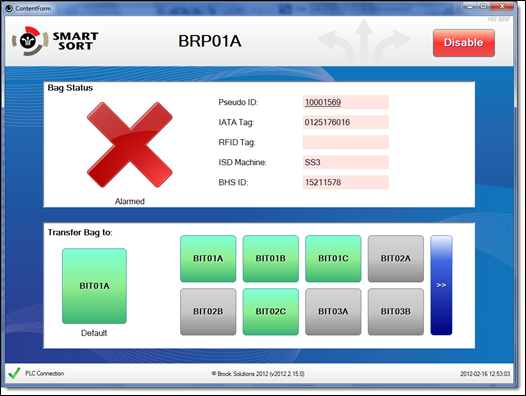 ContentForm
YKF-BRP
SMART
SORT
BRP01A
Disable
Bag Status
Alarmed
Pseudo ID: 10001569
IATA Tag: 0125176016
RFID Tag:
ISD Machine: SS3
BHS ID: 15211578
Transfer Bag to:
BIT01A
Default
BIT01A BIT01B BIT01C BIT02A
>>
BIT02B BIT02C BIT03A BIT03B
PLC Connection
© Brock Solutions 2012 (v2012.2.15.0)
2012-02-16 12:53:03